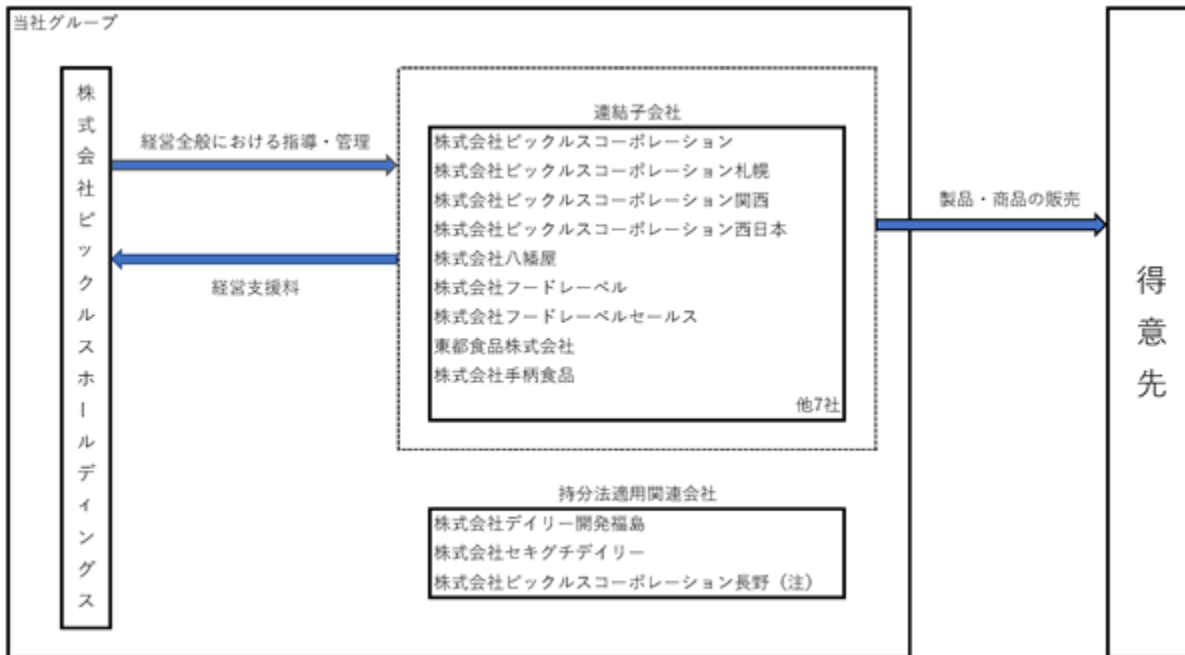 当社グループ
株式会社ピックルスホールディングス
経営全般における指導・管理
経営支援料
連結子会社
株式会社ピックルスコーポレーション
株式会社ピックルスコーポレーション札幌
株式会社ピックルスコーポレーション関西
株式会社ピックルスコーポレーション西日本
株式会社八幡屋
株式会社フードレーベル
株式会社フードレーベルセールス
東都食品株式会社
株式会社手柄食品
他7社
持分法適用関連会社
株式会社デイリー開発福島
株式会社セキグチデイリー
株式会社ピックルスコーポレーション長野（注）
製品・商品の販売
得意先